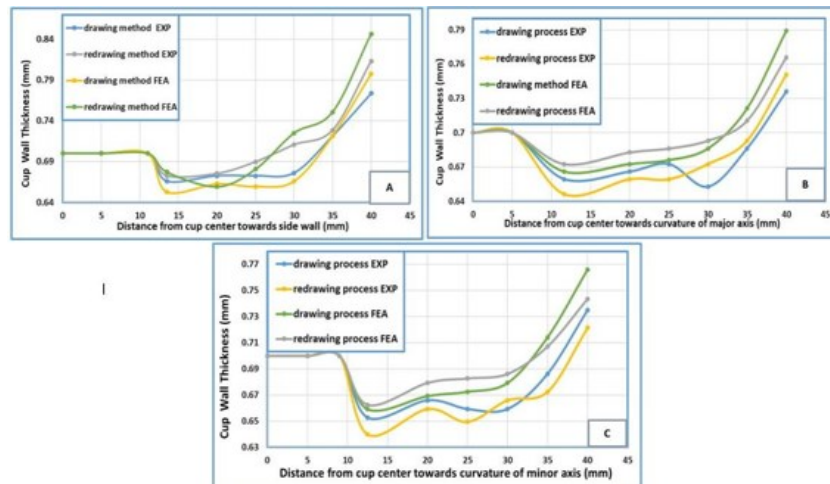 drawing method EXP
redrawing method EXP
drawing method FEA
redrawing method FEA
Cup Wall Thickness (mm)
0.84
0.79
0.74
0.69
0.64
0 5 10 15 20 25 30 35 40 45
Distance from cup center towards side wall (mm)
A
drawing process EXP
redrawing process EXP
drawing method FEA
redrawing process FEA
Cup Wall Thickness (mm)
0.79
0.76
0.73
0.7
0.67
0.64
0 5 10 15 20 25 30 35 40 45
Distance from cup center towards curvature of major axis (mm)
B
drawing process EXP
redrawing process EXP
drawing process FEA
redrawing process FEA
Cup Wall Thickness (mm)
0.77
0.75
0.73
0.71
0.69
0.67
0.65
0.63
0 5 10 15 20 25 30 35 40 45
Distance from cup center towards curvature of minor axis (mm)
C